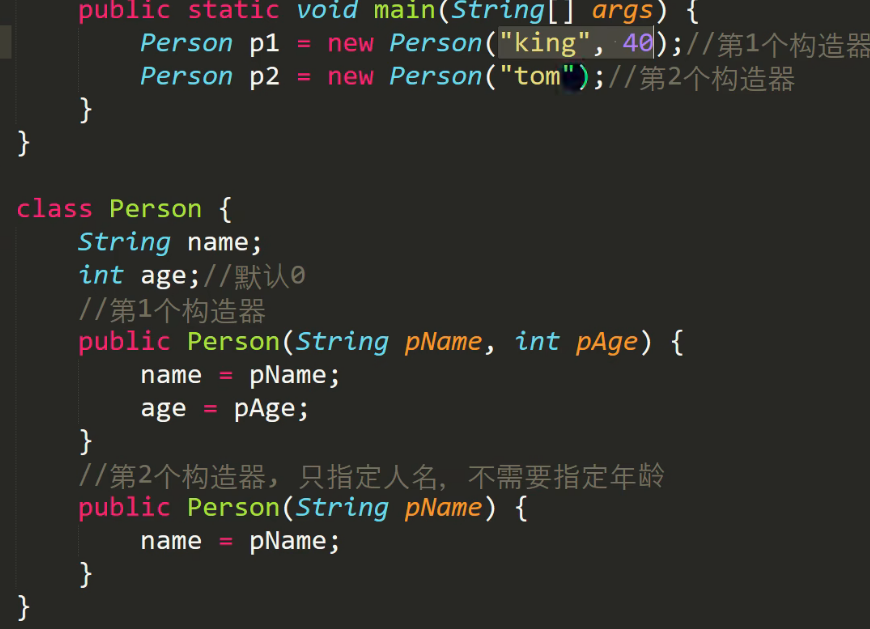 public static void main(String[] args) {
Person p1 = new Person("king", 40);//第1个构造器
Person p2 = new Person("tom");//第2个构造器
}
}
class Person {
String name;
int age;//默认0
//第1个构造器
public Person(String pName, int pAge) {
name = pName;
age = pAge;
}
//第2个构造器, 只指定人名, 不需要指定年龄
public Person(String pName) {
name = pName;
}
}